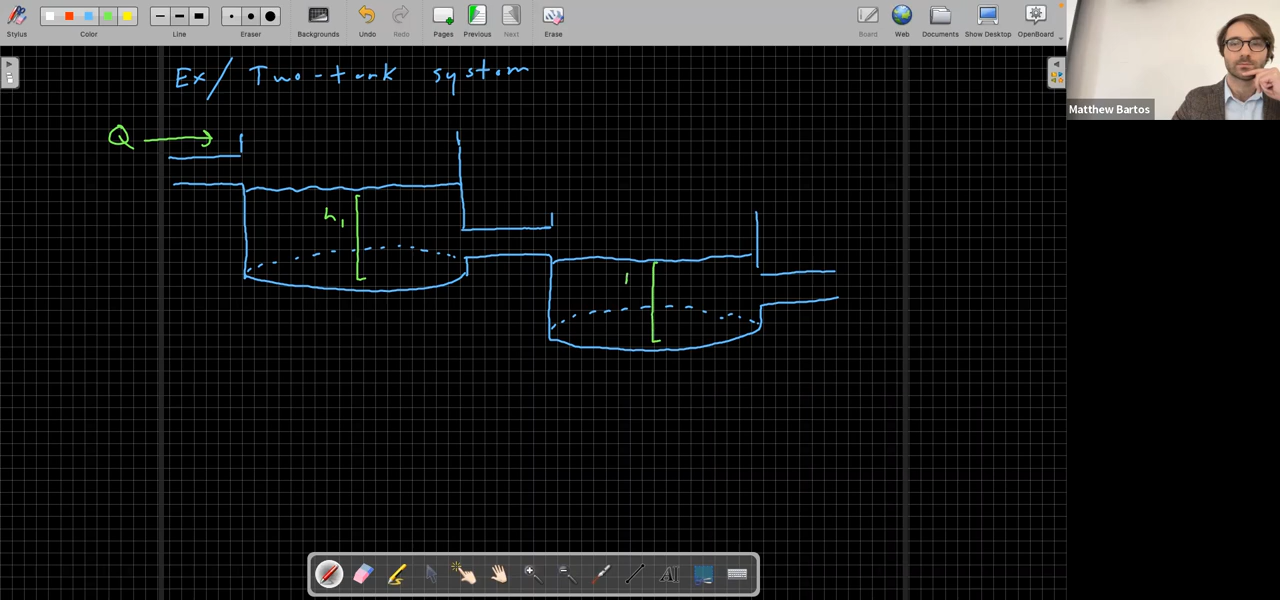 Stylus Color Line Eraser Backgrounds Undo Redo Pages Previous Next Erase Board Web Documents Show Desktop OpenBoard
Matthew Bartos
Ex/ Two-tank system
Q
h1
AI